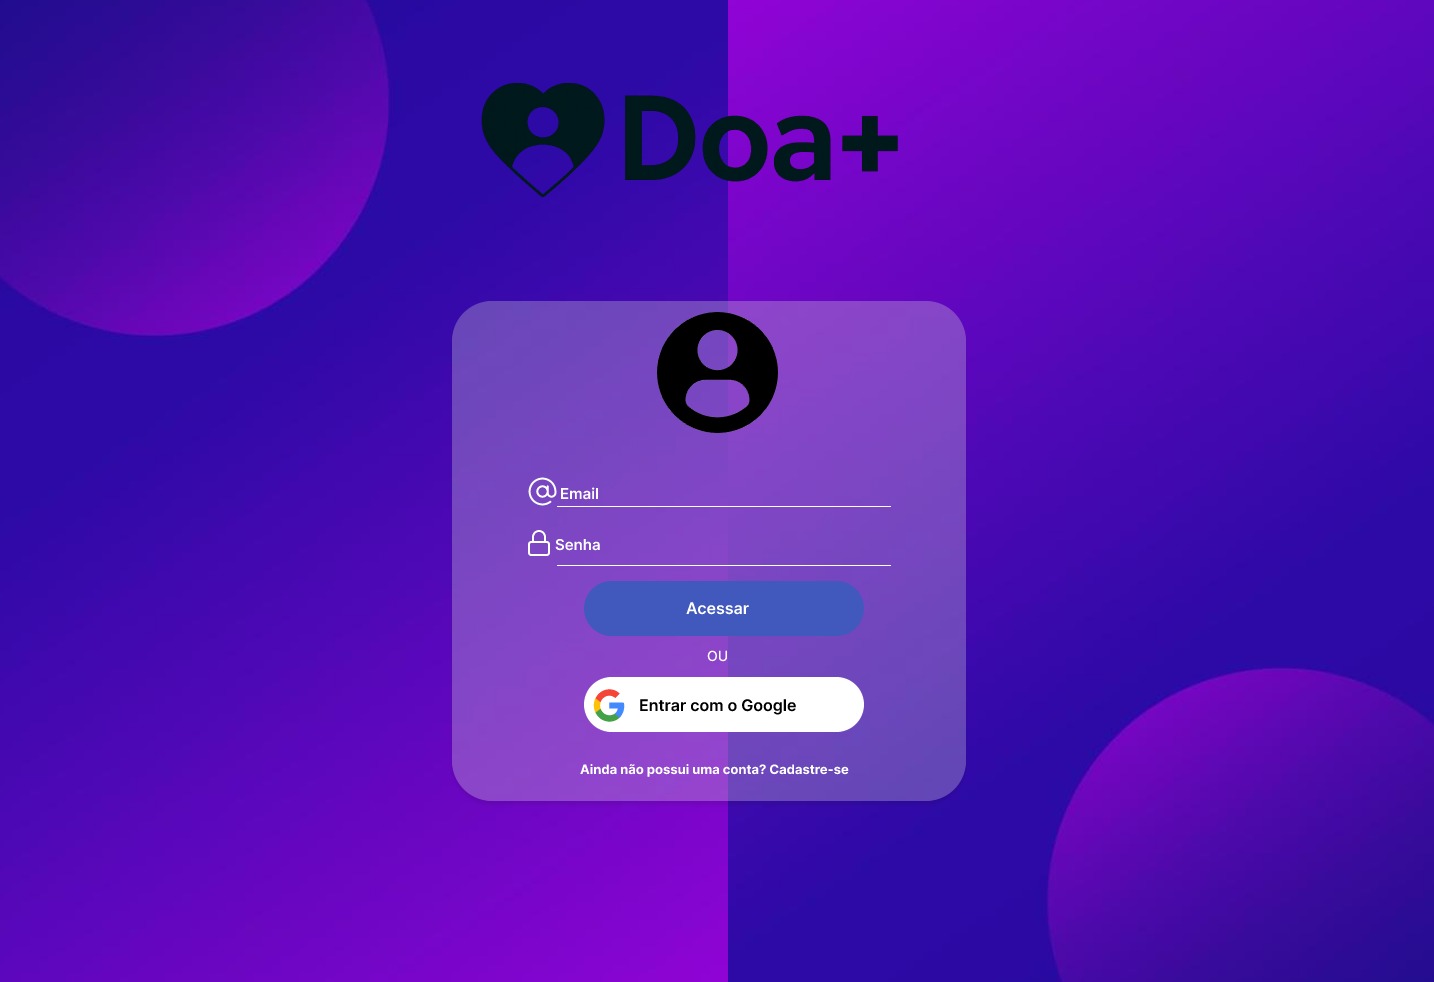 Doa+
Email
Senha
Acessar
OU
Entrar com o Google
Ainda não possui uma conta? Cadastre-se